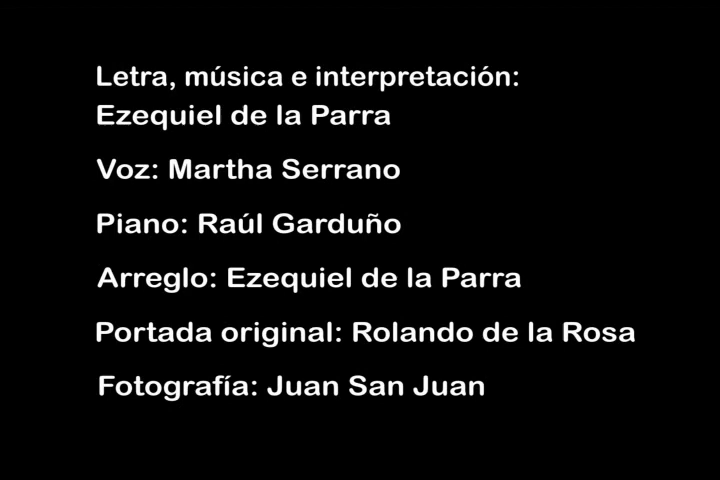 Letra, música e interpretación:
Ezequiel de la Parra
Voz: Martha Serrano
Piano: Raúl Garduño
Arreglo: Ezequiel de la Parra
Portada original: Rolando de la Rosa
Fotografía: Juan San Juan